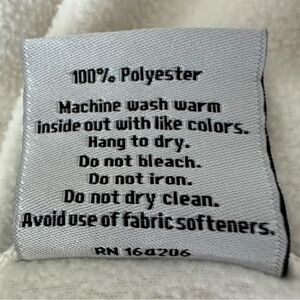 100% Polyester
Machine wash warm
inside out with like colors.
Hang to dry.
Do not bleach.
Do not iron.
Do not dry clean.
Avoid use of fabric softeners.
RN 164206